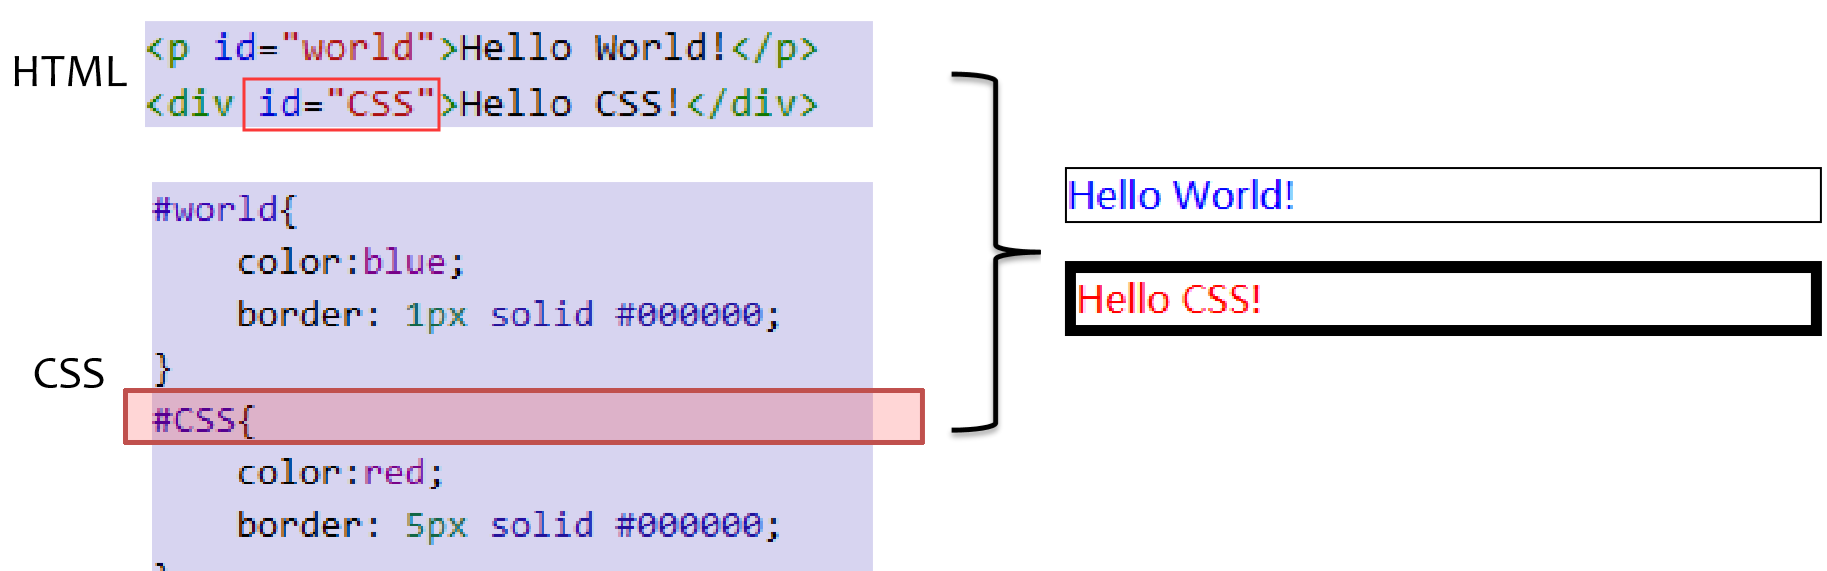 HTML
<p id="world">Hello World!</p>
<div id="CSS">Hello CSS!</div>
CSS
#world{
    color:blue;
    border: 1px solid #000000;
}
#CSS{
    color:red;
    border: 5px solid #000000;
}
Hello World!
Hello CSS!